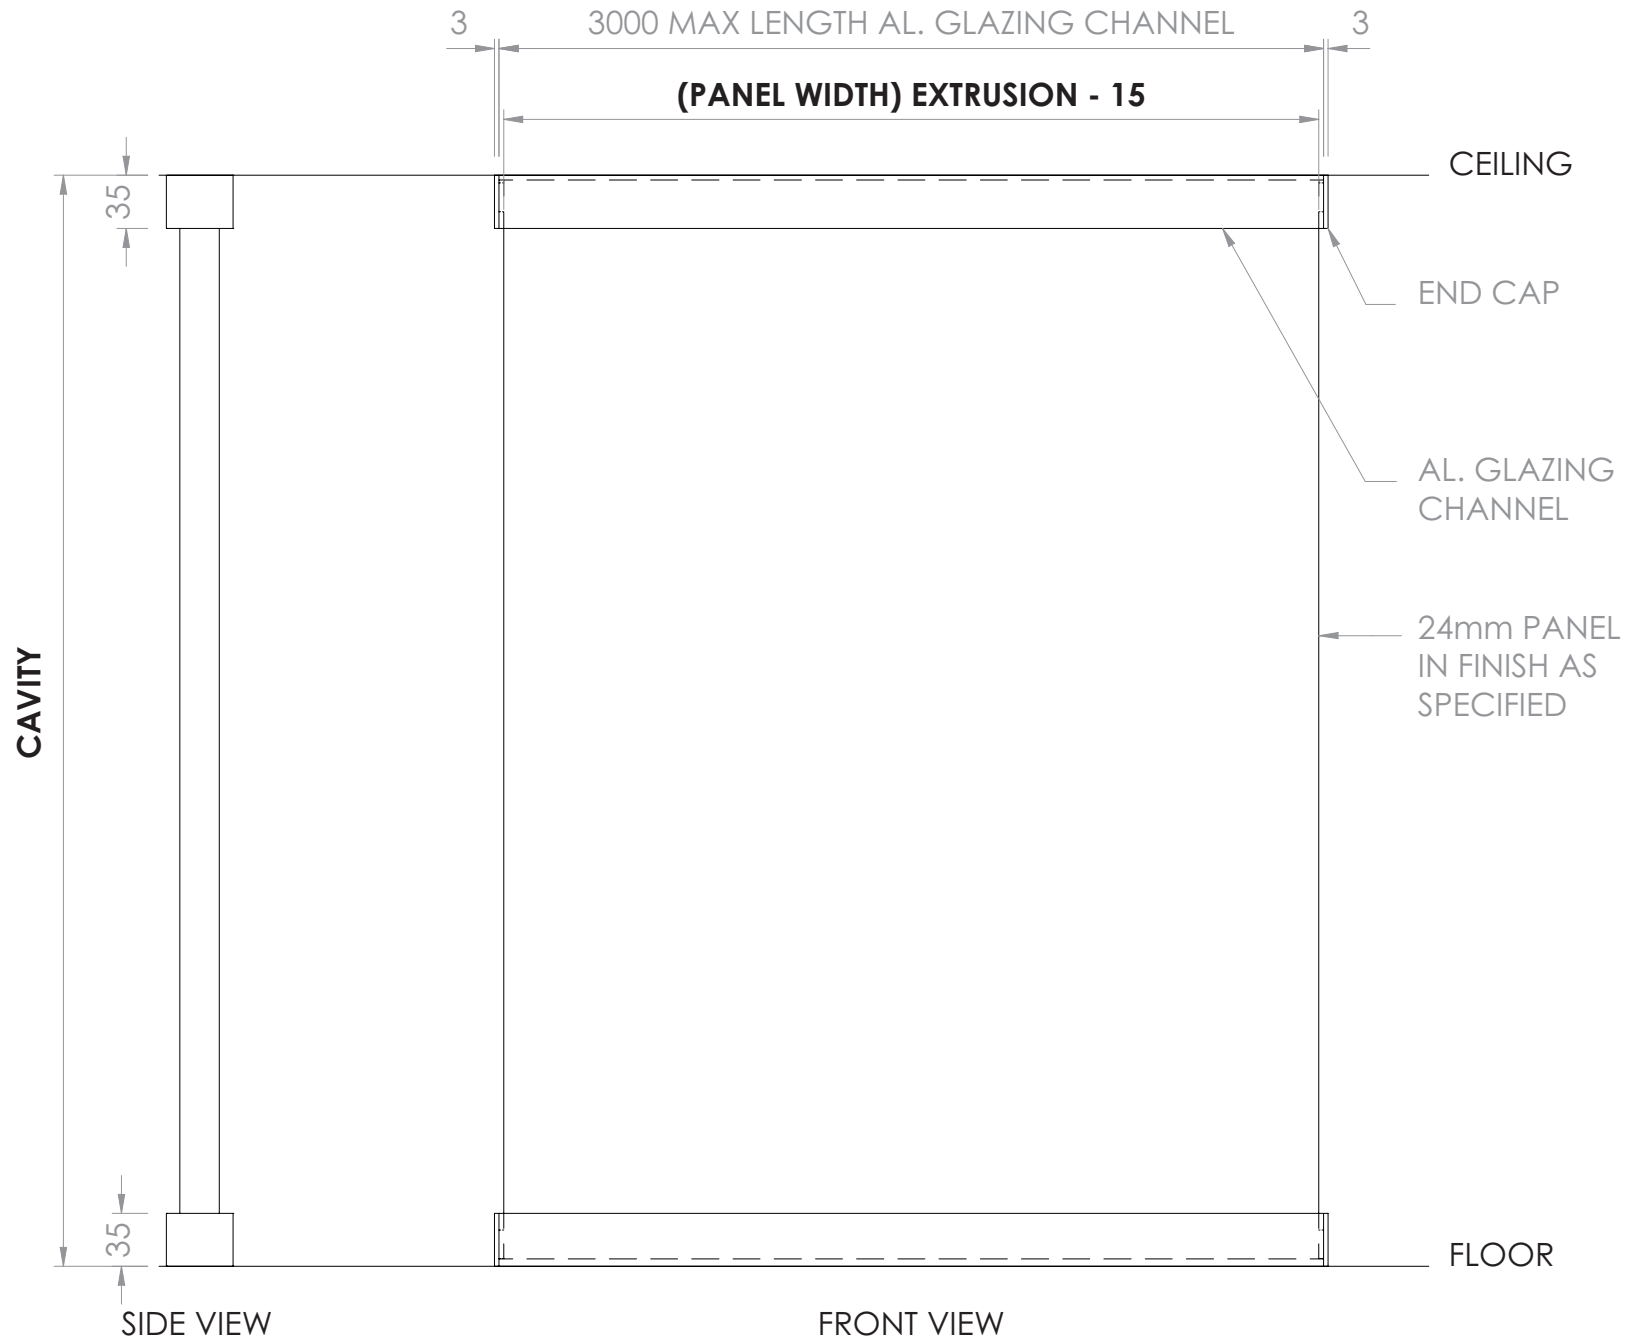 3
3000 MAX LENGTH AL. GLAZING CHANNEL
3
(PANEL WIDTH) EXTRUSION - 15
CEILING
35
END CAP
AL. GLAZING
CHANNEL
24mm PANEL
IN FINISH AS
SPECIFIED
CAVITY
35
FLOOR
SIDE VIEW
FRONT VIEW